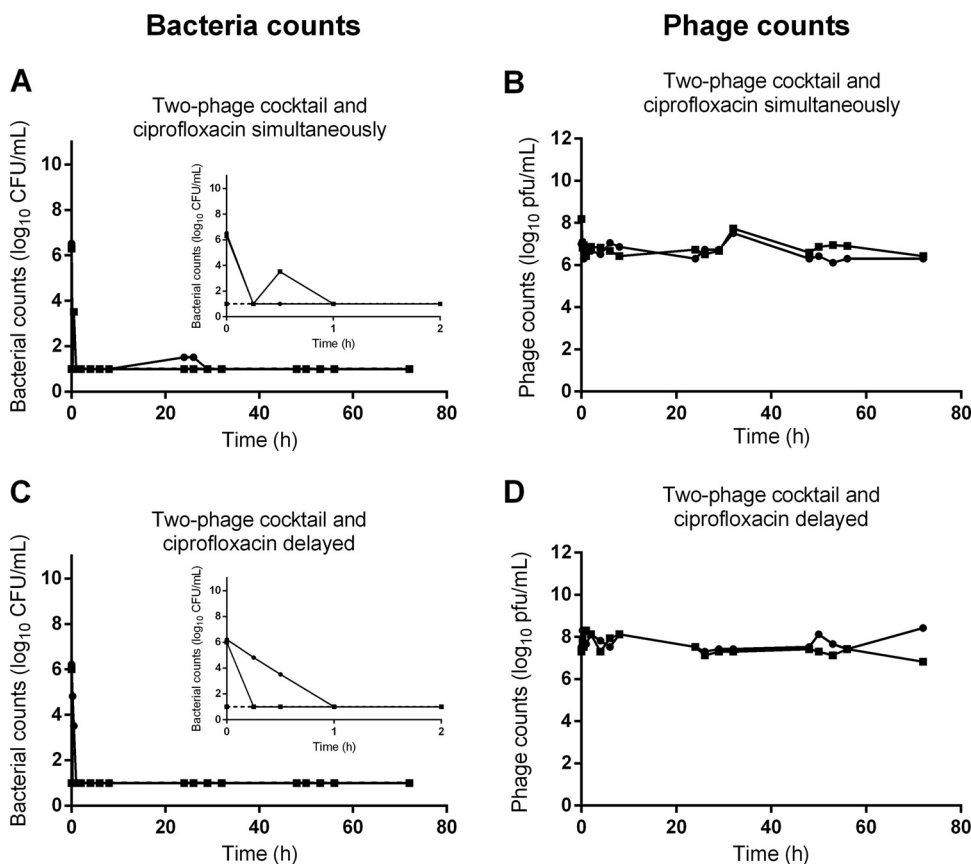 Bacteria counts
Phage counts
A
Two-phage cocktail and
ciprofloxacin simultaneously
Bacterial counts (log10 CFU/mL)
10
8
6
4
2
0
0
20
40
60
80
Time (h)
Bacterial counts (log10 CFU/mL)
10
8
6
4
2
0
0
1
2
Time (h)
B
Two-phage cocktail and
ciprofloxacin simultaneously
Phage counts (log10 pfu/mL)
12
10
8
6
4
2
0
0
20
40
60
80
Time (h)
C
Two-phage cocktail and
ciprofloxacin delayed
Bacterial counts (log10 CFU/mL)
10
8
6
4
2
0
0
20
40
60
80
Time (h)
Bacterial counts (log10 CFU/mL)
10
8
6
4
2
0
0
1
2
Time (h)
D
Two-phage cocktail and
ciprofloxacin delayed
Phage counts (log10 pfu/mL)
12
10
8
6
4
2
0
0
20
40
60
80
Time (h)